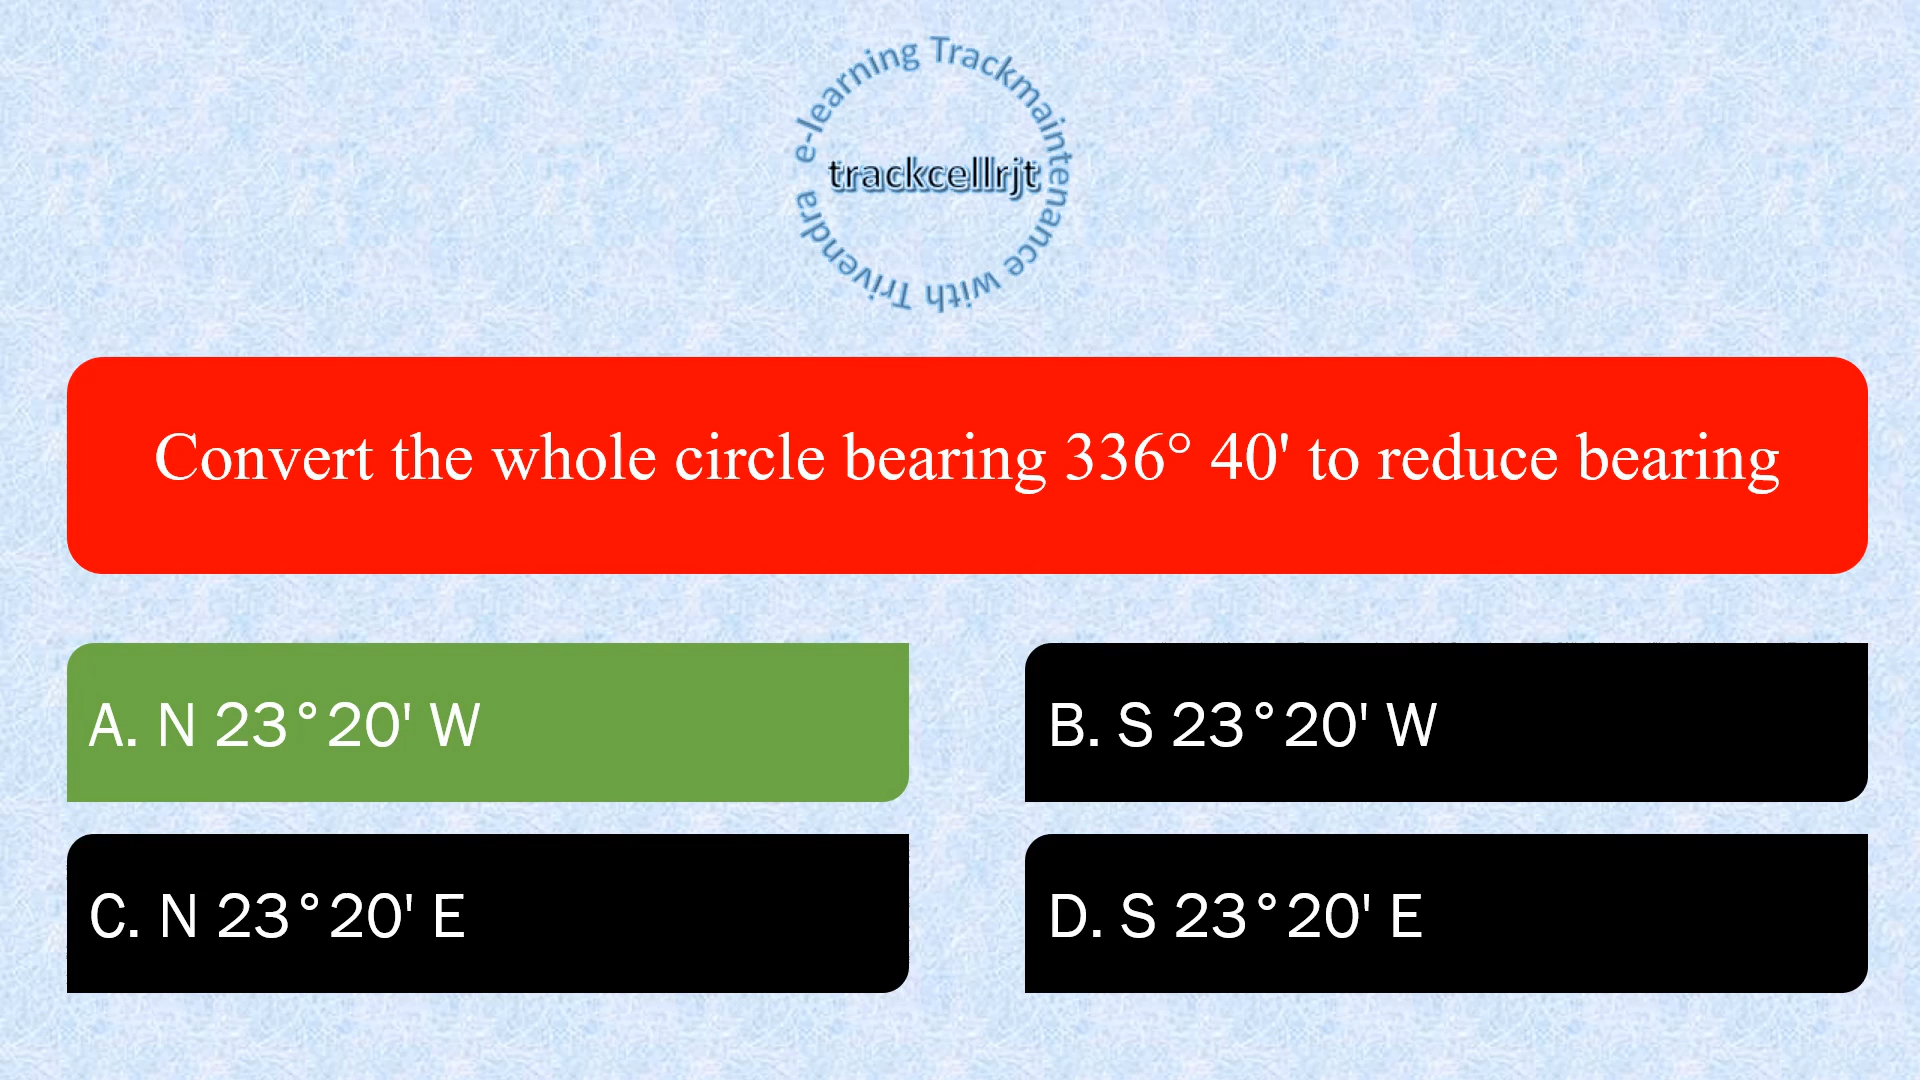 e-learning Trackmaintenance with Trivendra
trackcellrjt
Convert the whole circle bearing 336° 40' to reduce bearing
A. N 23°20' W
B. S 23°20' W
C. N 23°20' E
D. S 23°20' E